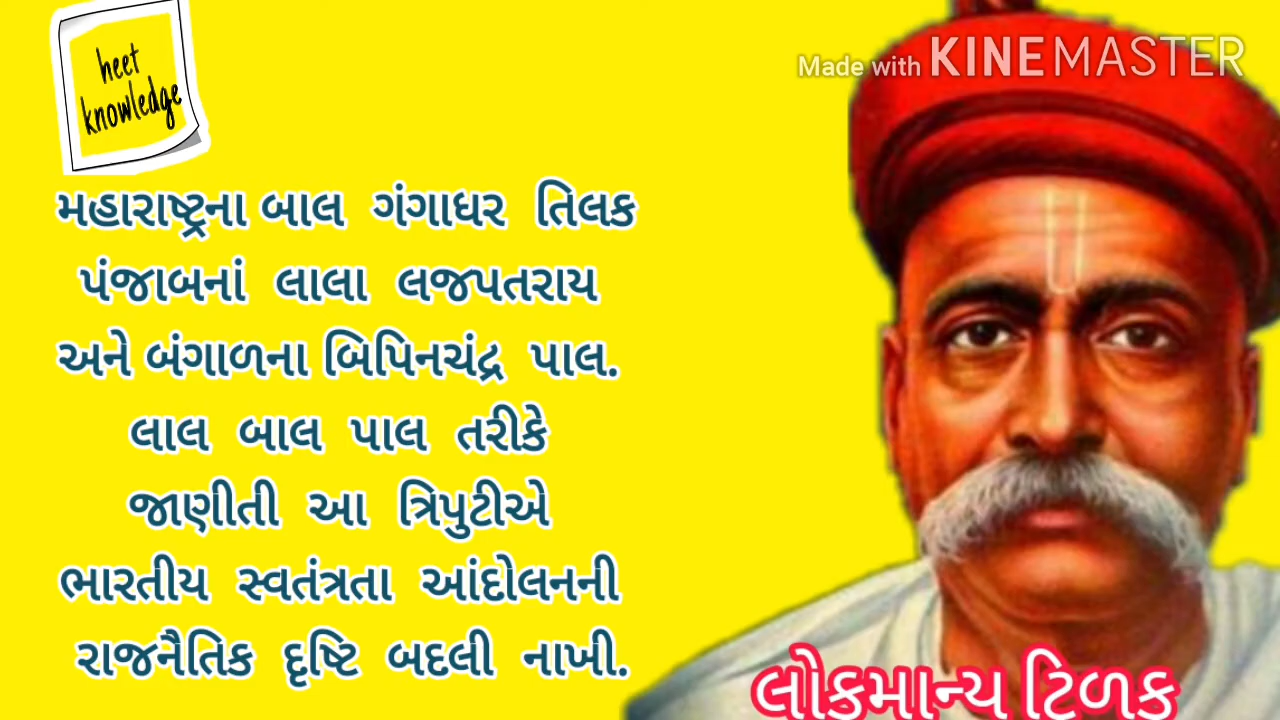 heet
knowledge
Made with KINEMASTER
મહારાષ્ટ્રના બાલ ગંગાધર તિલક
પંજાબનાં લાલા લજપતરાય
અને બંગાળના બિપિનચંદ્ર પાલ.
લાલ બાલ પાલ તરીકે
જાણીતી આ ત્રિપુટીએ
ભારતીય સ્વતંત્રતા આંદોલનની
રાજનૈતિક દૃષ્ટિ બદલી નાખી.
લોકમાન્ય ટિળક